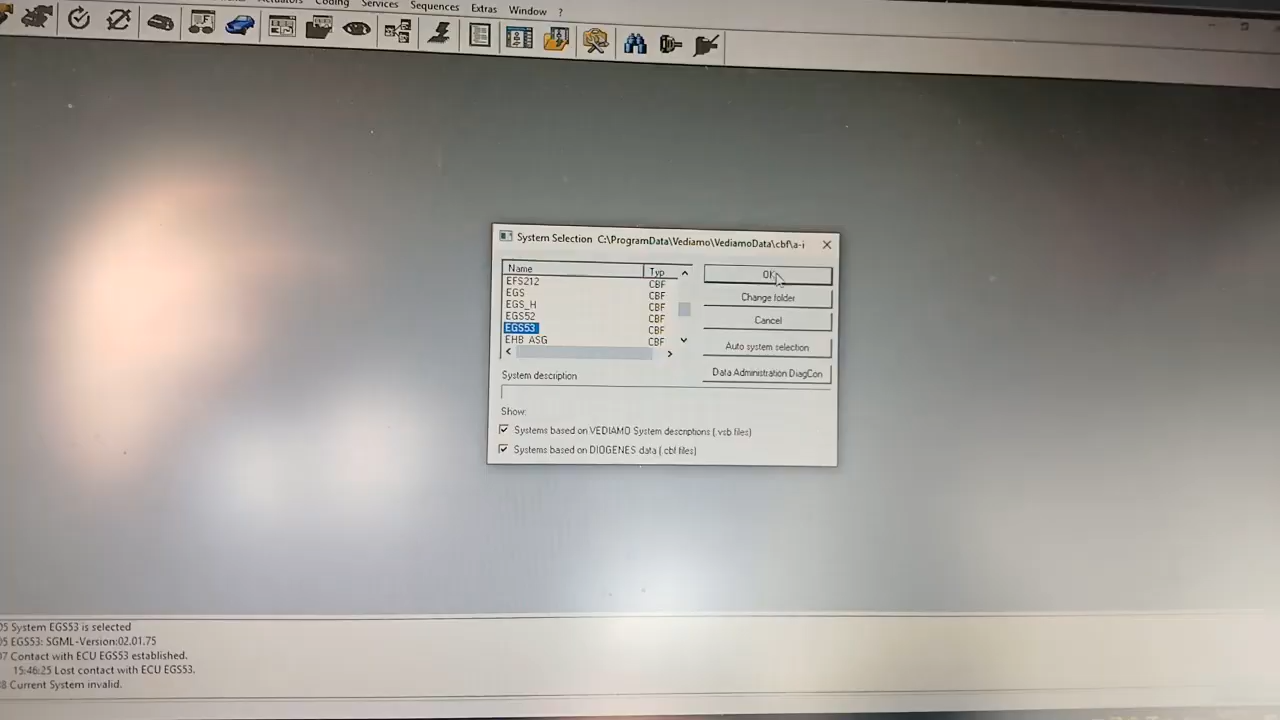 Coding Services Sequences Extras Window ?
System Selection C:\ProgramData\Vediamo\VediamoData\cbf\a-i
Name Typ
EFS212 CBF
EGS CBF
EGS_H CBF
EGS52 CBF
EGS53 CBF
EHB_ASG CBF
OK
Change folder
Cancel
Auto system selection
Data Administration DiagCon
System description
Show:
Systems based on VEDIAMO System descriptions (.vsb files)
Systems based on DIOGENES data (.cbf files)
05 System EGS53 is selected
05 EGS53: SGML-Version:02.01.75
07 Contact with ECU EGS53 established.
15:46:25 Lost contact with ECU EGS53.
8 Current System invalid.